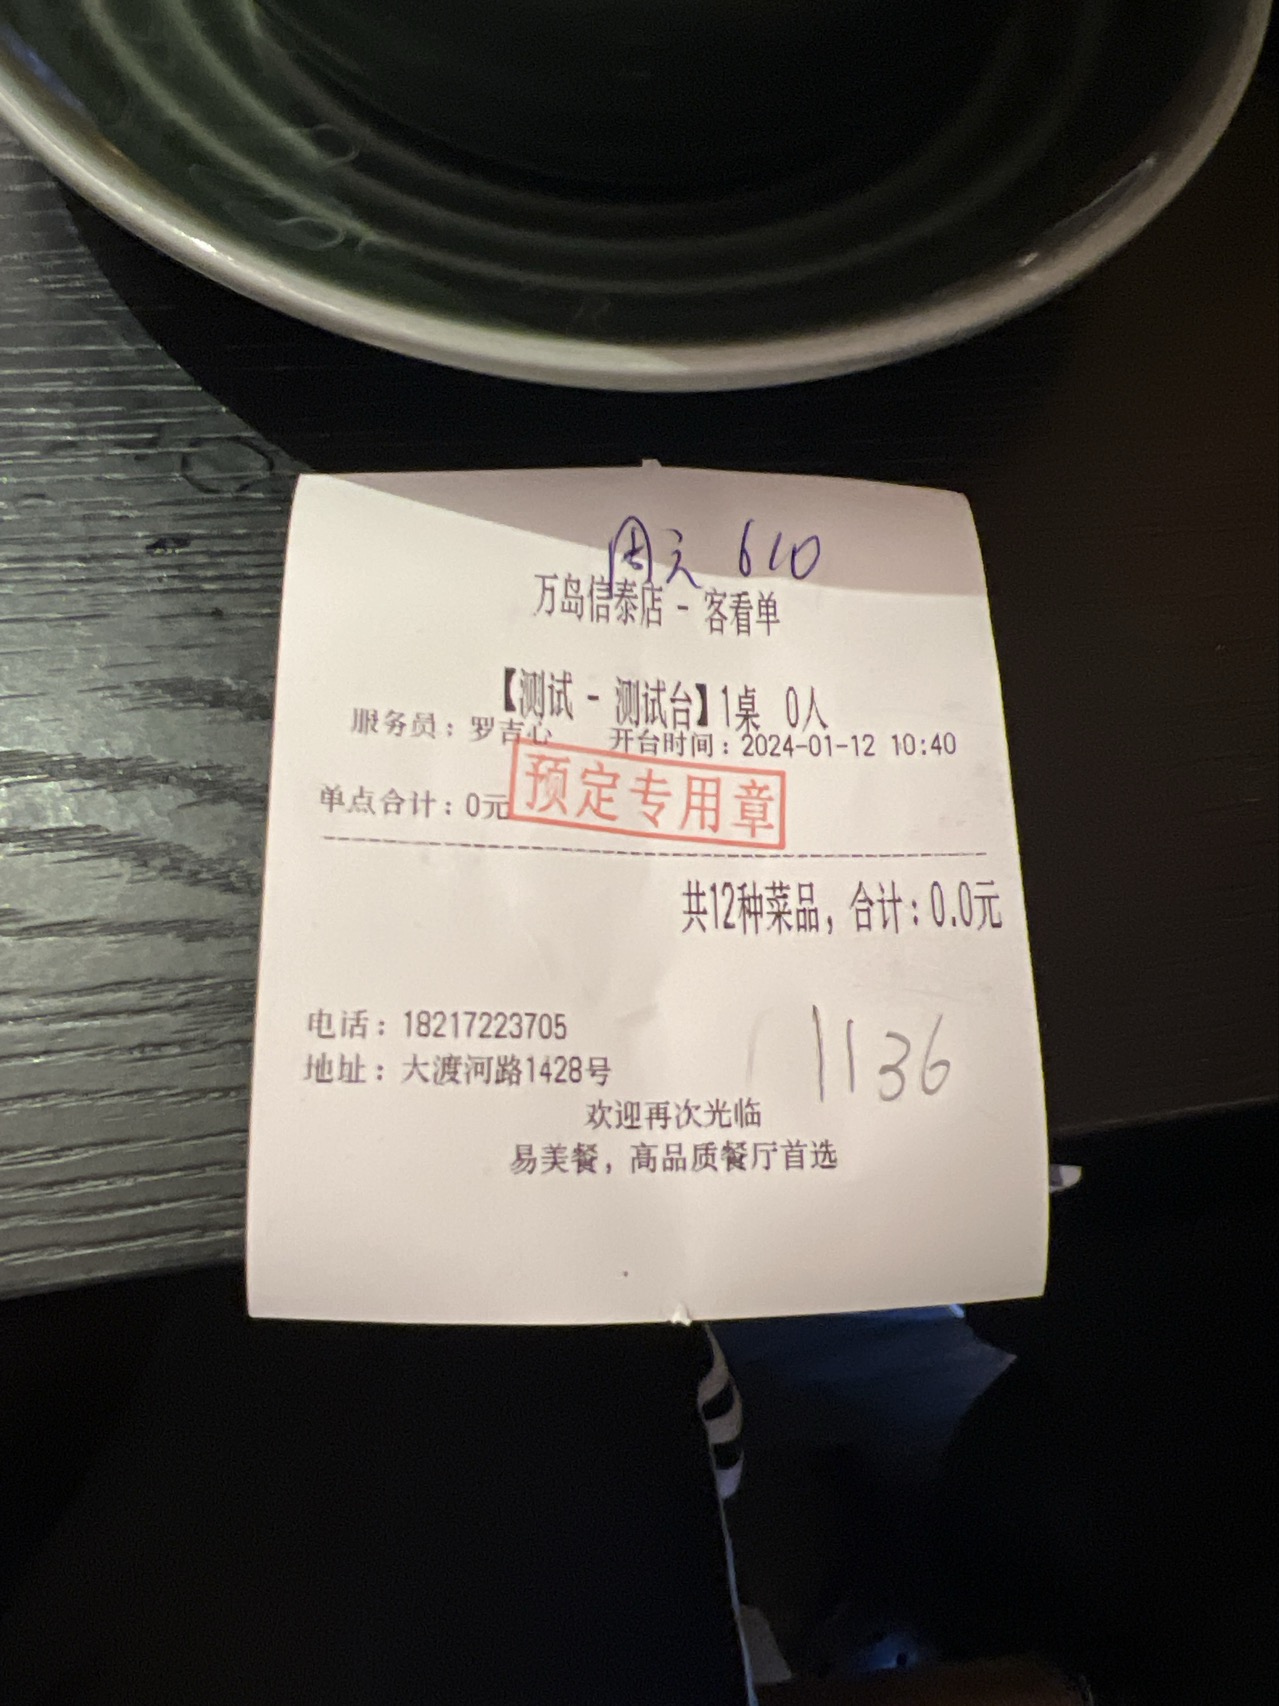 周六 610
万岛信泰店 - 客看单
【测试 - 测试台】1桌 0人
服务员：罗吉心 开台时间：2024-01-12 10:40
预定专用章
单点合计：0元
共12种菜品，合计：0.0元
电话：18217223705
1136
地址：大渡河路1428号
欢迎再次光临
易美餐，高品质餐厅首选